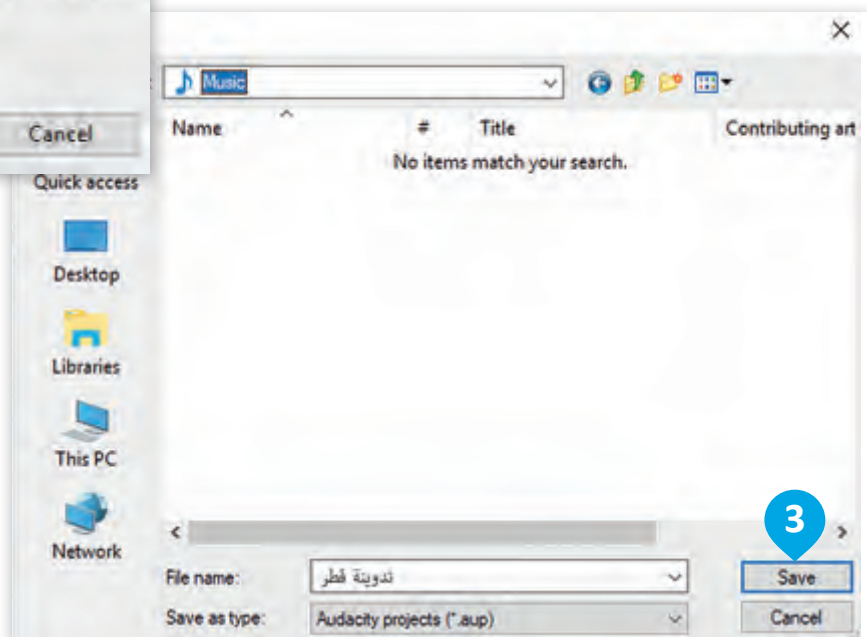 Cancel
Music
Name # Title Contributing art
No items match your search.
Quick access
Desktop
Libraries
This PC
Network
3
File name: تدوينة قطر Save
Save as type: Audacity projects (*.aup) Cancel